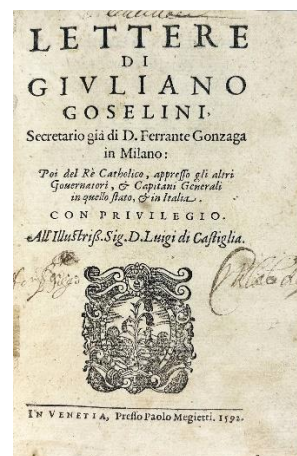 LETTERE
DI
GIVLIANO
GOSELINI,
Secretario già di D. Ferrante Gonzaga
in Milano:
Poi del Rè Catholico, appresso gli altri
Gouernatori, & Capitani Generali
in quello stato, & in Italia.
CON PRIVILEGIO.
All'Illustriss. Sig. D. Luigi di Castiglia.
IN VENETIA, Presso Paolo Megietti. 1592.